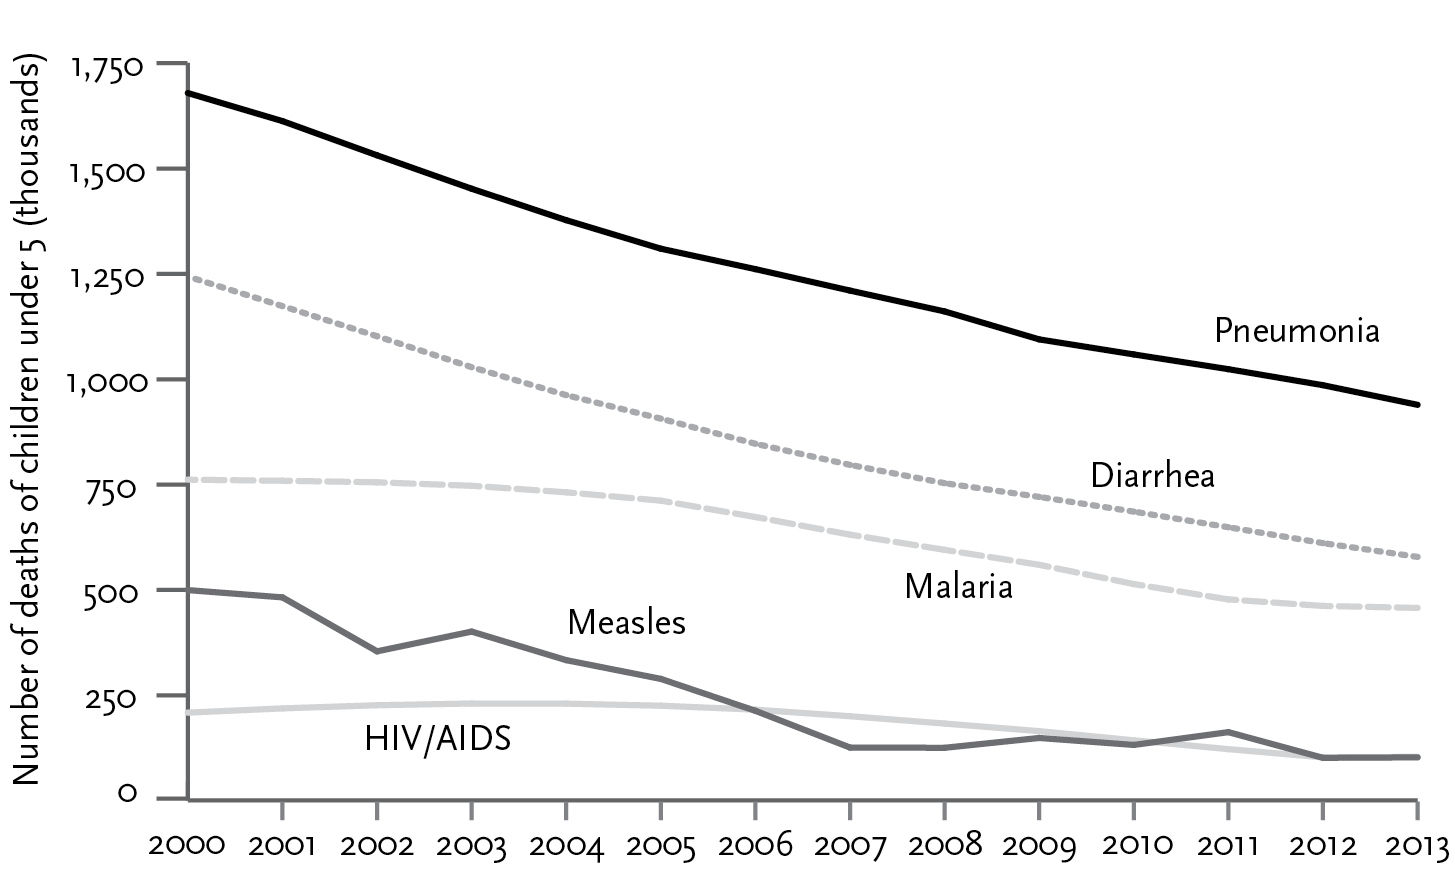 Number of deaths of children under 5 (thousands)
1,750
1,500
1,250
1,000
750
500
250
0
Pneumonia
Diarrhea
Malaria
Measles
HIV/AIDS
2000 2001 2002 2003 2004 2005 2006 2007 2008 2009 2010 2011 2012 2013